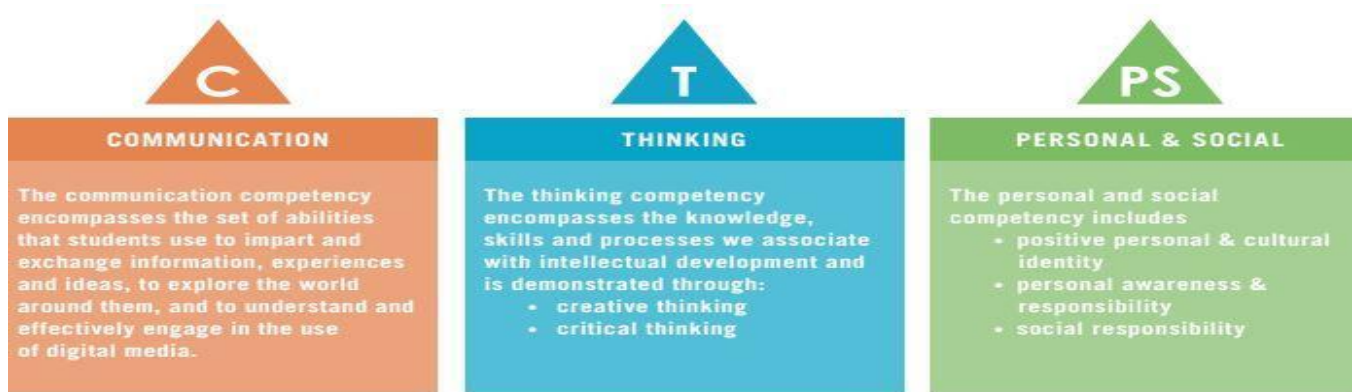 C
COMMUNICATION
The communication competency
encompasses the set of abilities
that students use to impart and
exchange information, experiences
and ideas, to explore the world
around them, and to understand and
effectively engage in the use
of digital media.
T
THINKING
The thinking competency
encompasses the knowledge,
skills and processes we associate
with intellectual development and
is demonstrated through:
• creative thinking
• critical thinking
PS
PERSONAL & SOCIAL
The personal and social
competency includes
• positive personal & cultural
identity
• personal awareness &
responsibility
• social responsibility